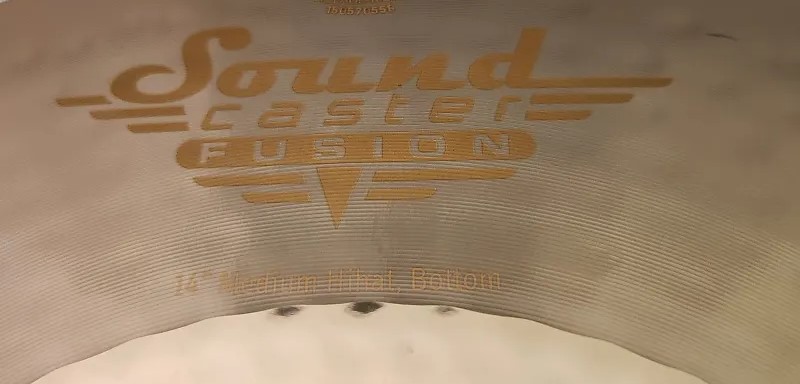 Sound
caster
FUSION
14" Medium Hihat, Bottom